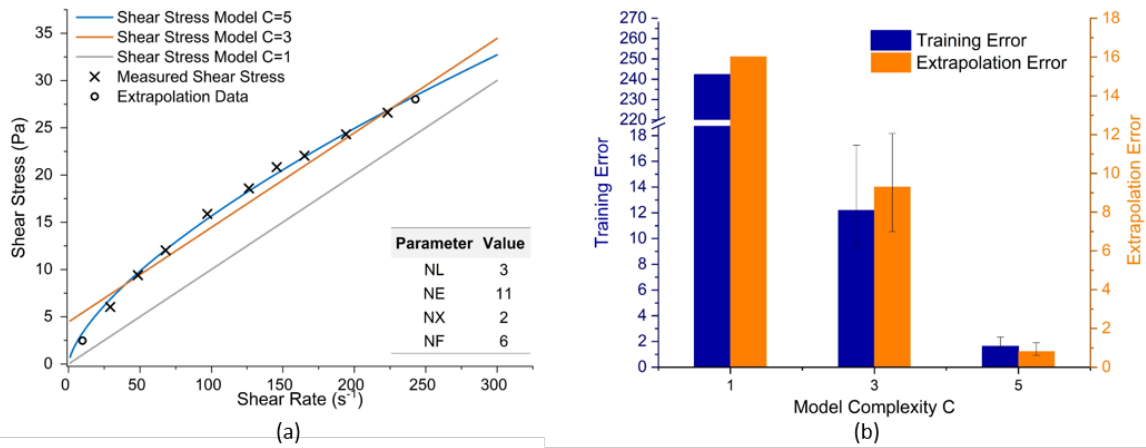 Shear Stress Model C=5
Shear Stress Model C=3
Shear Stress Model C=1
Measured Shear Stress
Extrapolation Data
Shear Stress (Pa)
35
30
25
20
15
10
5
0
0 50 100 150 200 250 300
Shear Rate (s⁻¹)
Parameter Value
NL 3
NE 11
NX 2
NF 6
(a)
Training Error
Extrapolation Error
Training Error
270
260
250
240
230
220
18
16
14
12
10
8
6
4
2
0
Extrapolation Error
18
16
14
12
10
8
6
4
2
0
1 3 5
Model Complexity C
(b)